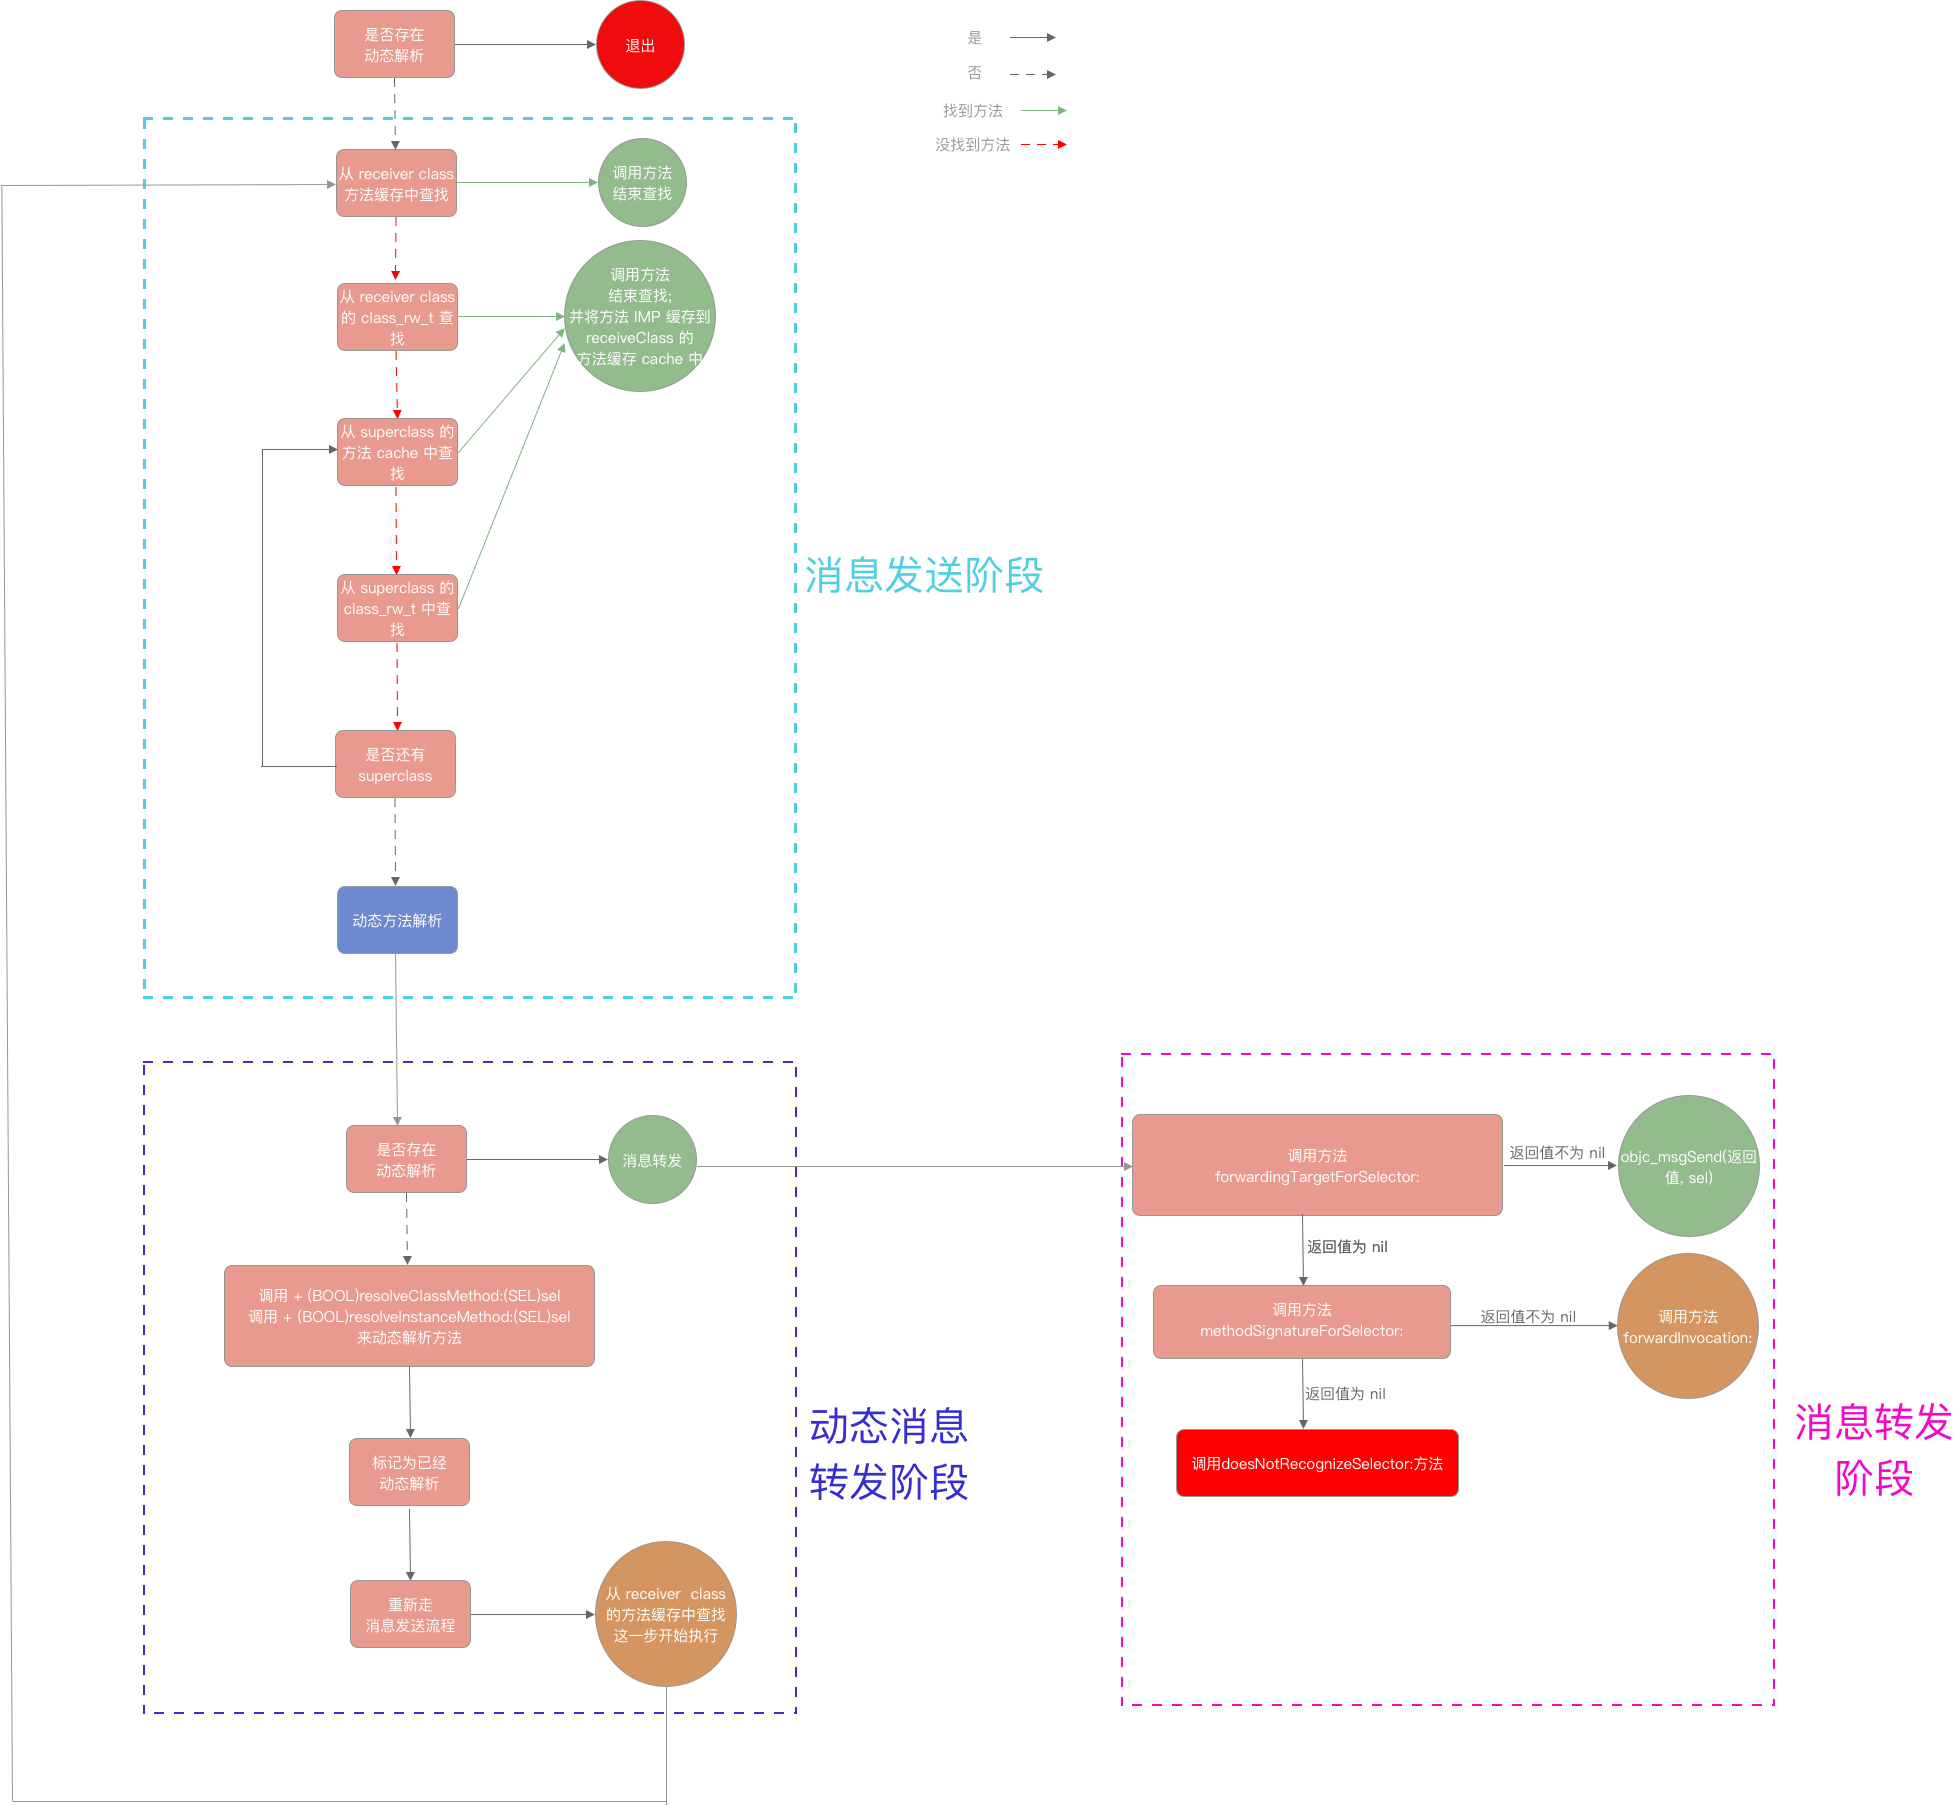 是否存在
动态解析
退出
是
否
找到方法
没找到方法
从 receiver class
方法缓存中查找
调用方法
结束查找
从 receiver class
的 class_rw_t 查
找
调用方法
结束查找;
并将方法 IMP 缓存到
receiveClass 的
方法缓存 cache 中
从 superclass 的
方法 cache 中查
找
从 superclass 的
class_rw_t 中查
找
消息发送阶段
是否还有
superclass
动态方法解析
是否存在
动态解析
消息转发
调用 + (BOOL)resolveClassMethod:(SEL)sel
调用 + (BOOL)resolveInstanceMethod:(SEL)sel
来动态解析方法
标记为已经
动态解析
重新走
消息发送流程
从 receiver  class
的方法缓存中查找
这一步开始执行
动态消息
转发阶段
调用方法
forwardingTargetForSelector:
返回值不为 nil
objc_msgSend(返回
值, sel)
返回值为 nil
调用方法
methodSignatureForSelector:
返回值不为 nil
调用方法
forwardInvocation:
返回值为 nil
调用doesNotRecognizeSelector:方法
消息转发
阶段